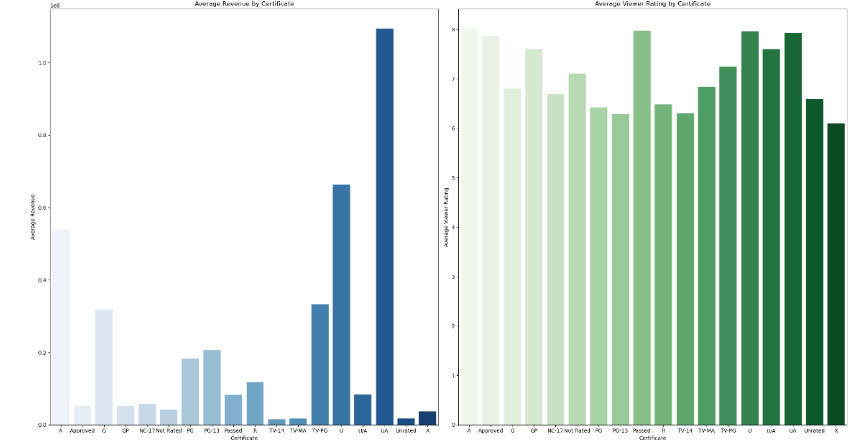 Average Revenue by Certificate
1e8
1.0
0.8
0.6
0.4
0.2
0.0
Average Revenue
A Approved G GP NC-17 Not Rated PG PG-13 Passed R TV-14 TV-MA TV-PG U U/A UA Unrated X
Certificate
Average Viewer Rating by Certificate
8
7
6
5
4
3
2
1
0
Average Viewer Rating
A Approved G GP NC-17 Not Rated PG PG-13 Passed R TV-14 TV-MA TV-PG U U/A UA Unrated X
Certificate